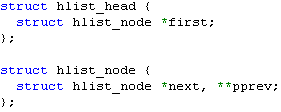 struct hlist_head {
struct hlist_node *first;
};
struct hlist_node {
struct hlist_node *next, **pprev;
};